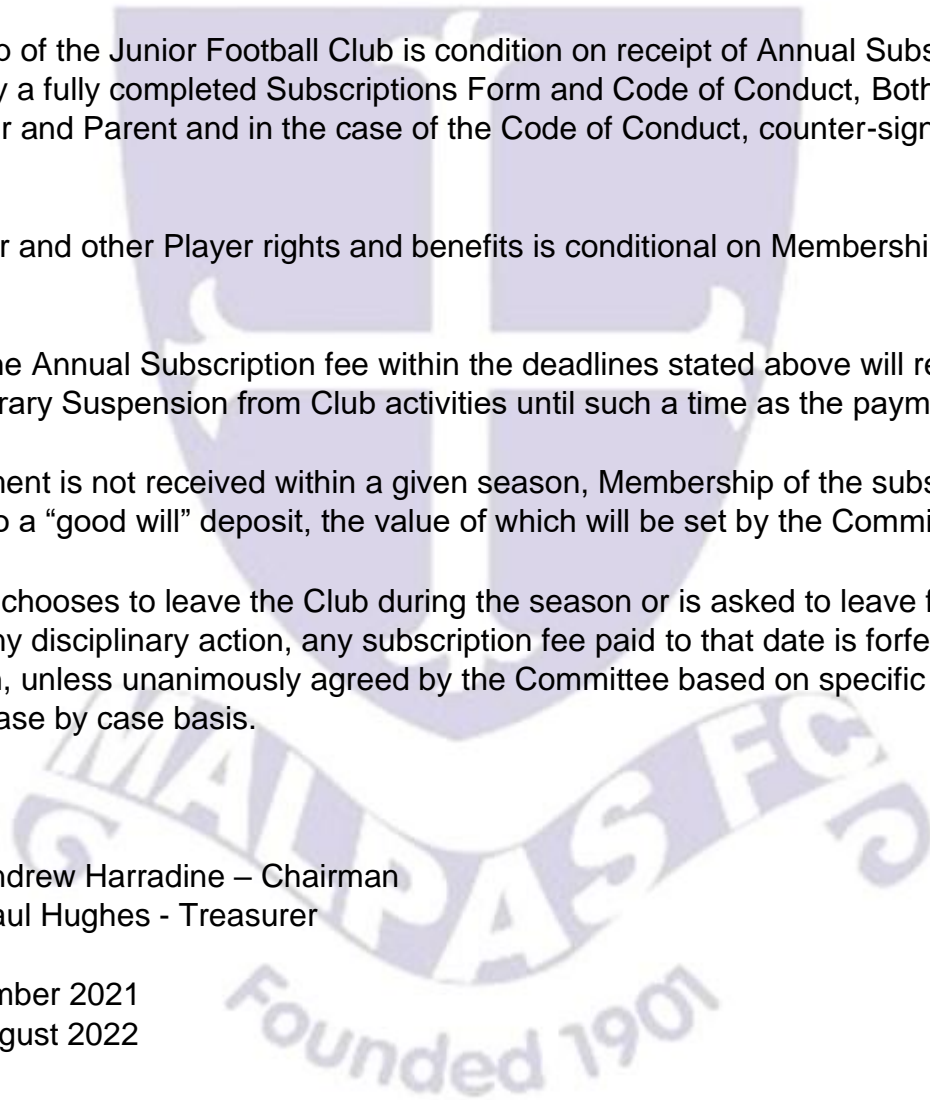 o of the Junior Football Club is condition on receipt of Annual Subs
y a fully completed Subscriptions Form and Code of Conduct, Both
r and Parent and in the case of the Code of Conduct, counter-sign
r and other Player rights and benefits is conditional on Membershi
ne Annual Subscription fee within the deadlines stated above will re
rary Suspension from Club activities until such a time as the paym
nent is not received within a given season, Membership of the subs
o a “good will” deposit, the value of which will be set by the Commi
chooses to leave the Club during the season or is asked to leave f
ny disciplinary action, any subscription fee paid to that date is forfe
n, unless unanimously agreed by the Committee based on specific
ase by case basis.
MALPAS FC
ndrew Harradine – Chairman
aul Hughes - Treasurer
mber 2021
gust 2022
Founded 1901